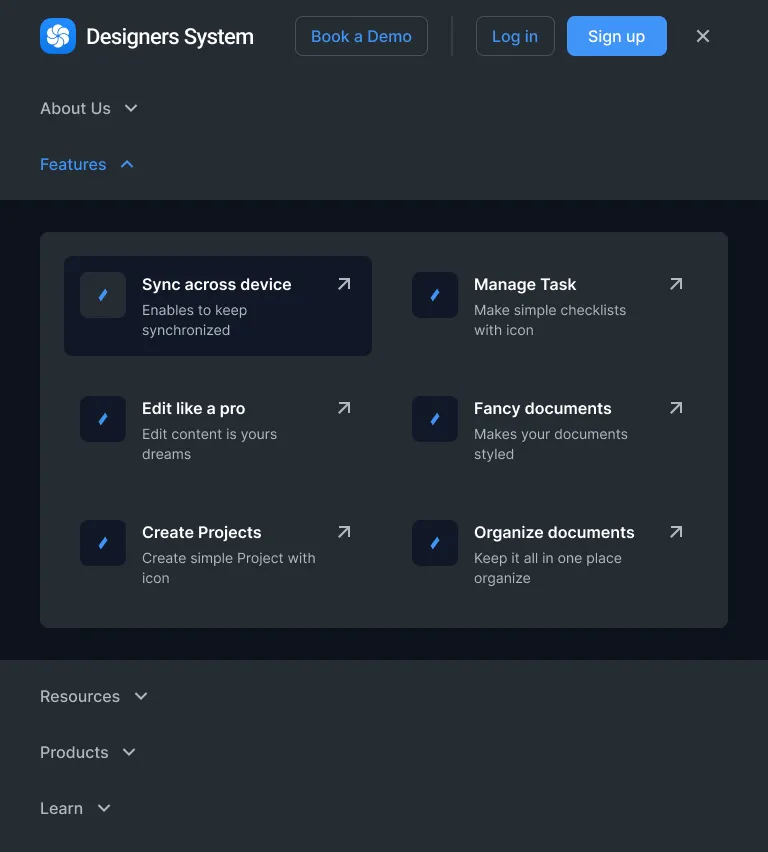 Designers System
Book a Demo
Log in
Sign up
About Us
Features
Sync across device
Enables to keep
synchronized
Manage Task
Make simple checklists
with icon
Edit like a pro
Edit content is yours
dreams
Fancy documents
Makes your documents
styled
Create Projects
Create simple Project with
icon
Organize documents
Keep it all in one place
organize
Resources
Products
Learn